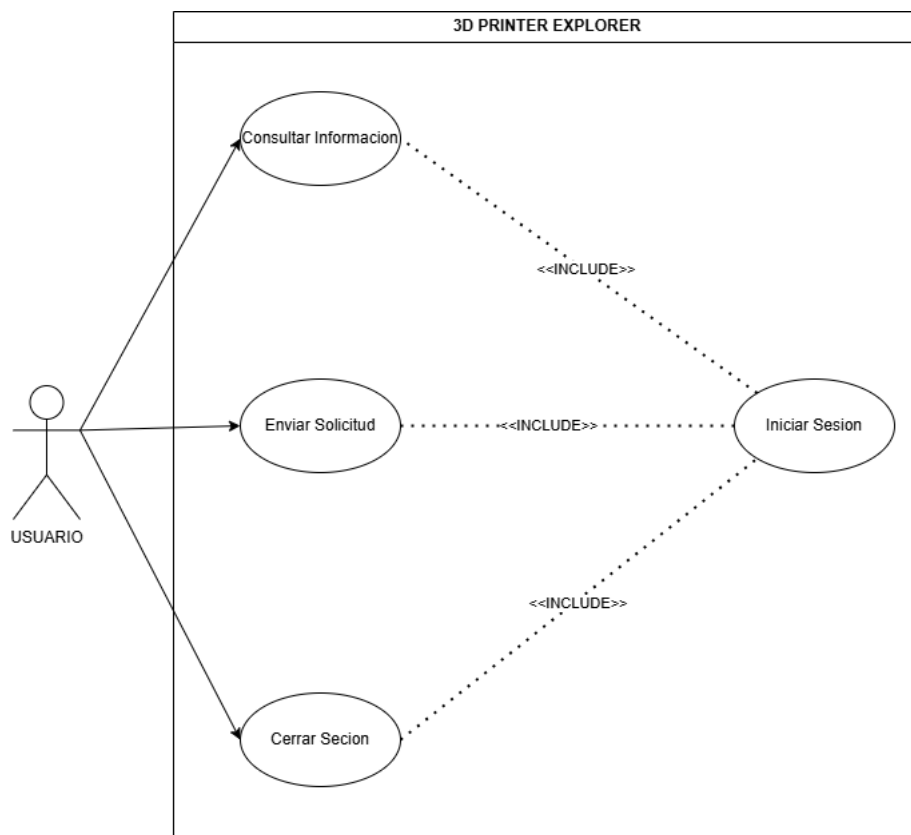 3D PRINTER EXPLORER
Consultar Informacion
<<INCLUDE>>
Enviar Solicitud
<<INCLUDE>>
Iniciar Sesion
USUARIO
<<INCLUDE>>
Cerrar Secion